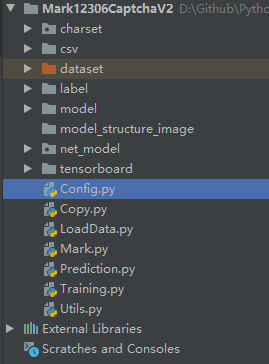 Mark12306CaptchaV2 D:\Github\Pytho
charset
csv
dataset
label
model
model_structure_image
net_model
tensorboard
Config.py
Copy.py
LoadData.py
Mark.py
Prediction.py
Training.py
Utils.py
External Libraries
Scratches and Consoles